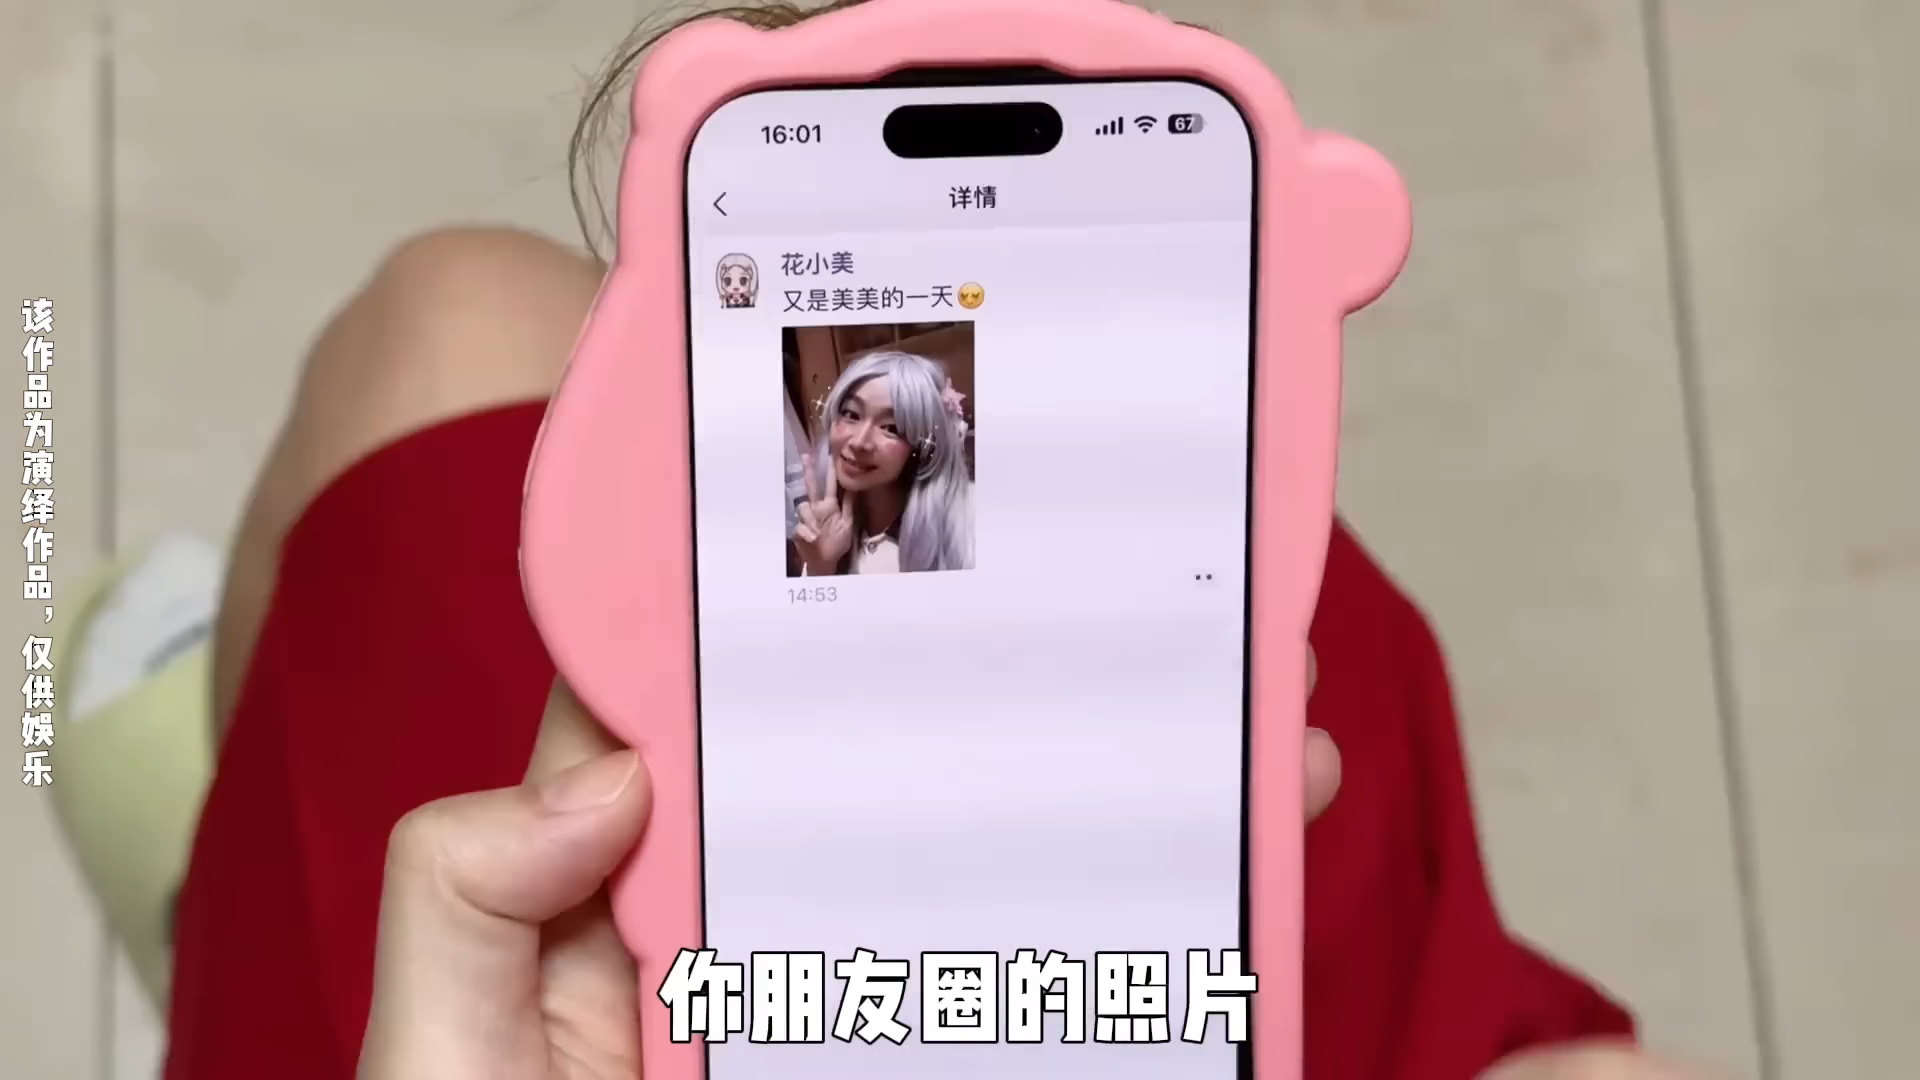 16:01
67
详情
花小美
又是美美的一天
14:53
该作品为演绎作品，仅供娱乐
你朋友圈的照片